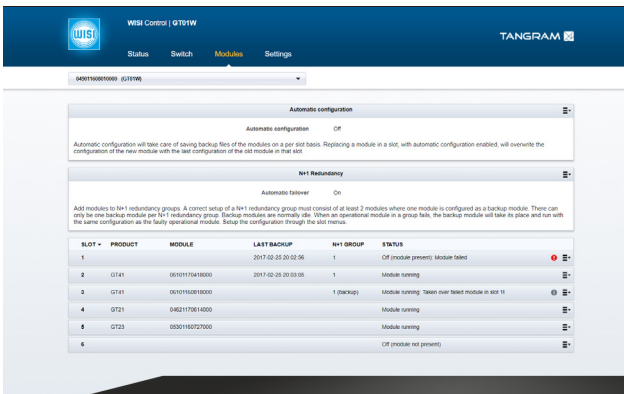 WISI
WISI Control | GT01W
TANGRAM
Status Switch Modules Settings
04901160801000 (GT01W)
Automatic configuration
Automatic configuration Off
Automatic configuration will take care of saving backup files of the modules on a per slot basis. Replacing a module in a slot, with automatic configuration enabled, will overwrite the
configuration of the new module with the last configuration of the old module in that slot.
N+1 Redundancy
Automatic failover On
Add modules to N+1 redundancy groups. A correct setup of a N+1 redundancy group must consist of at least 2 modules where one module is configured as a backup module. There can
only be one backup module per N+1 redundancy group. Backup modules are normally idle. When an operational module in a group fails, the backup module will take its place and run with
the same configuration as the faulty operational module. Setup the configuration through the slot menus.
SLOT PRODUCT MODULE LAST BACKUP N+1 GROUP STATUS
1 2017-02-25 20:02:56 1 Off (module present): Module failed
2 GT41 06101170418000 2017-02-25 20:03:05 1 Module running
3 GT41 06101160818000 1 (backup) Module running: Taken over failed module in slot 1!
4 GT21 04621170614000 Module running
5 GT23 05301160727000 Module running
6 Off (module not present)